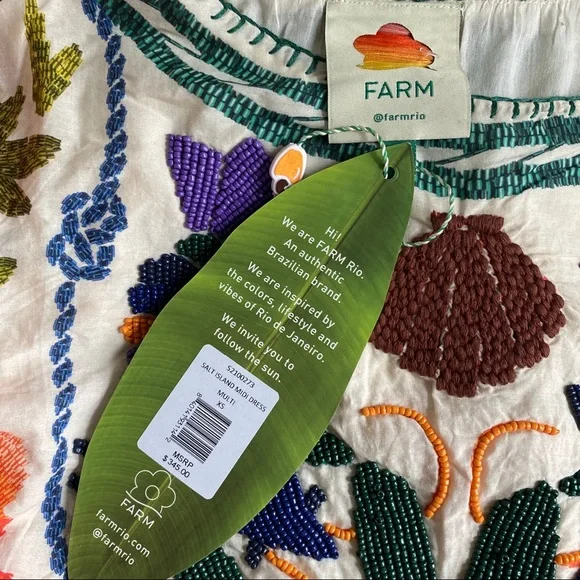 FARM
@farmrio
Hi!
We are FARM Rio.
An authentic
Brazilian brand.
We are inspired by
the colors, lifestyle and
vibes of Rio de Janeiro.
We invite you to
follow the sun.
52100273
SALT ISLAND MIDI DRESS
MULTI
XS
MSRP
$ 345.00
FARM
farmrio.com
@farmrio